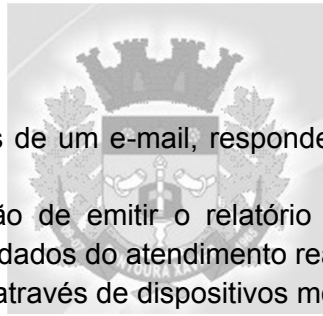 s de um e-mail, responde
ão de emitir o relatório
dados do atendimento rea
através de dispositivos mó